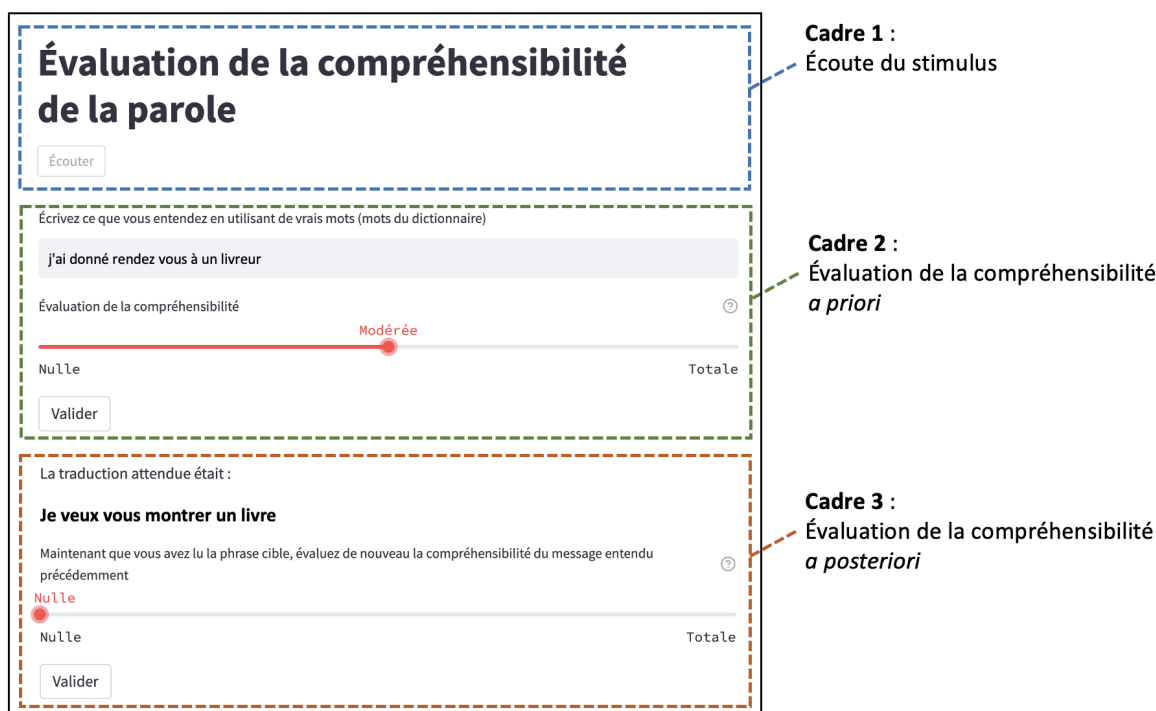 Évaluation de la compréhensibilité
de la parole
Écouter
Écrivez ce que vous entendez en utilisant de vrais mots (mots du dictionnaire)
j'ai donné rendez vous à un livreur
Évaluation de la compréhensibilité
?
Modérée
Nulle
Totale
Valider
La traduction attendue était :
Je veux vous montrer un livre
Maintenant que vous avez lu la phrase cible, évaluez de nouveau la compréhensibilité du message entendu
précédemment
?
Nulle
Nulle
Totale
Valider
Cadre 1 :
Écoute du stimulus
Cadre 2 :
Évaluation de la compréhensibilité
a priori
Cadre 3 :
Évaluation de la compréhensibilité
a posteriori